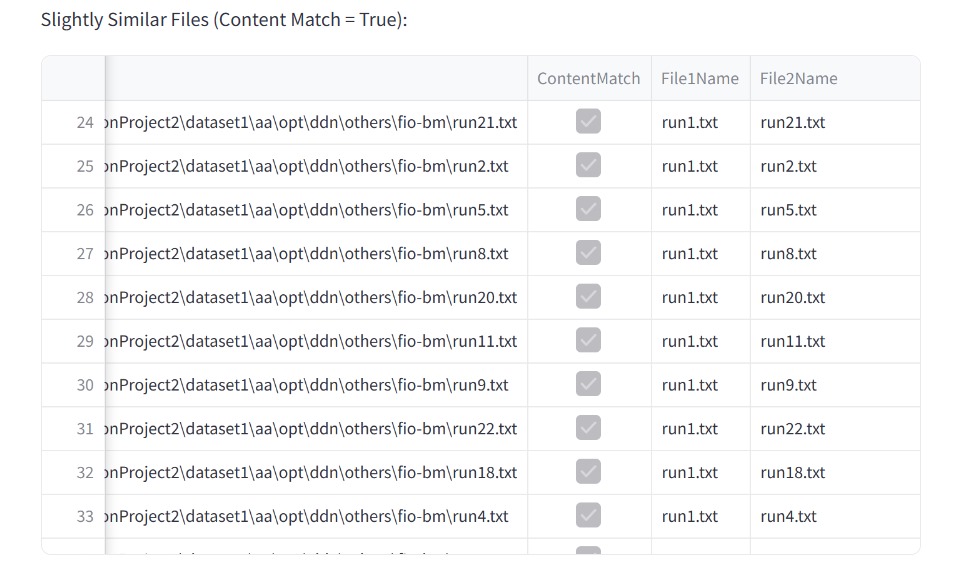 Slightly Similar Files (Content Match = True):
ContentMatch File1Name File2Name
24 onProject2\dataset1\aa\opt\ddn\others\fio-bm\run21.txt run1.txt run21.txt
25 onProject2\dataset1\aa\opt\ddn\others\fio-bm\run2.txt run1.txt run2.txt
26 onProject2\dataset1\aa\opt\ddn\others\fio-bm\run5.txt run1.txt run5.txt
27 onProject2\dataset1\aa\opt\ddn\others\fio-bm\run8.txt run1.txt run8.txt
28 onProject2\dataset1\aa\opt\ddn\others\fio-bm\run20.txt run1.txt run20.txt
29 onProject2\dataset1\aa\opt\ddn\others\fio-bm\run11.txt run1.txt run11.txt
30 onProject2\dataset1\aa\opt\ddn\others\fio-bm\run9.txt run1.txt run9.txt
31 onProject2\dataset1\aa\opt\ddn\others\fio-bm\run22.txt run1.txt run22.txt
32 onProject2\dataset1\aa\opt\ddn\others\fio-bm\run18.txt run1.txt run18.txt
33 onProject2\dataset1\aa\opt\ddn\others\fio-bm\run4.txt run1.txt run4.txt